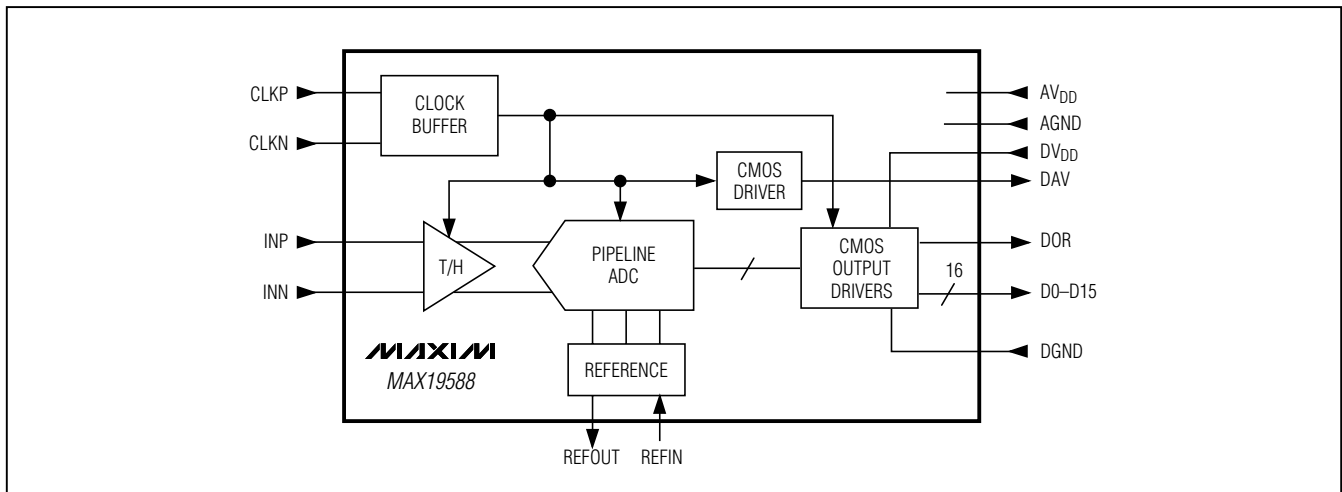 CLKP
CLKN
CLOCK
BUFFER
AVDD
AGND
DVDD
DAV
CMOS
DRIVER
INP
INN
T/H
PIPELINE
ADC
CMOS
OUTPUT
DRIVERS
DOR
16
D0–D15
DGND
MAXIM
MAX19588
REFERENCE
REFOUT
REFIN